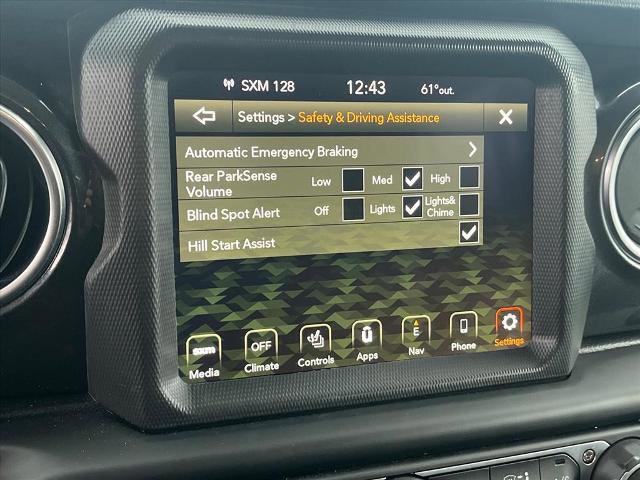 SXM 128 12:43 61° out.
Settings > Safety & Driving Assistance X
Automatic Emergency Braking >
Rear ParkSense
Volume Low Med High
Blind Spot Alert Off Lights Lights&
Chime
Hill Start Assist
sxm OFF U E
Media Climate Controls Apps Nav Phone Settings